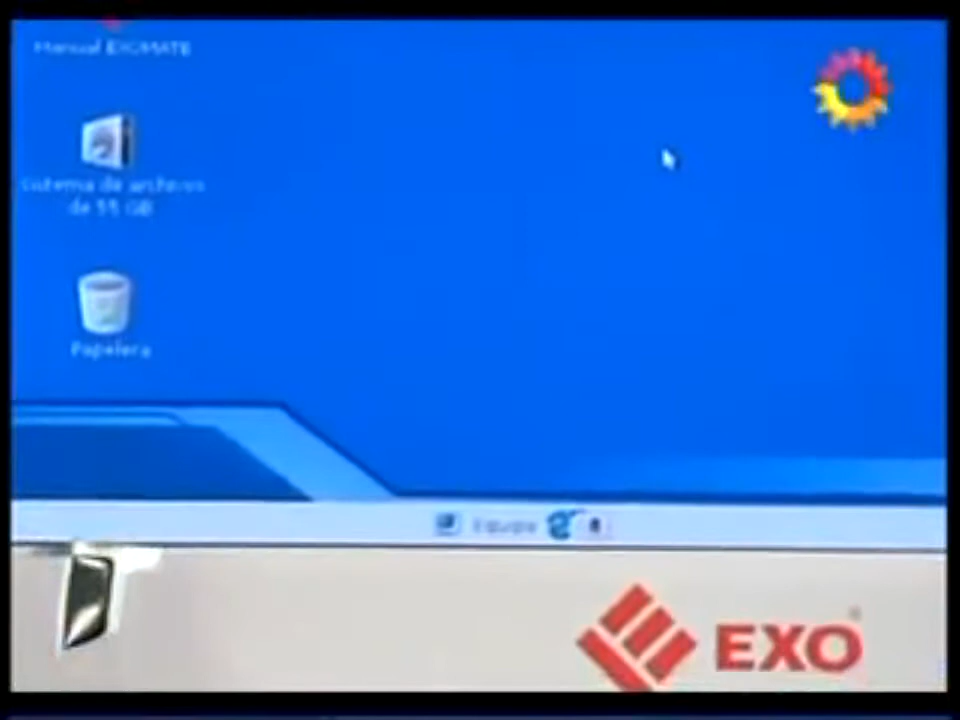 Manual EXOMATE
Sistema de archivos
de 55 GB
Papelera
Equipo
EXO